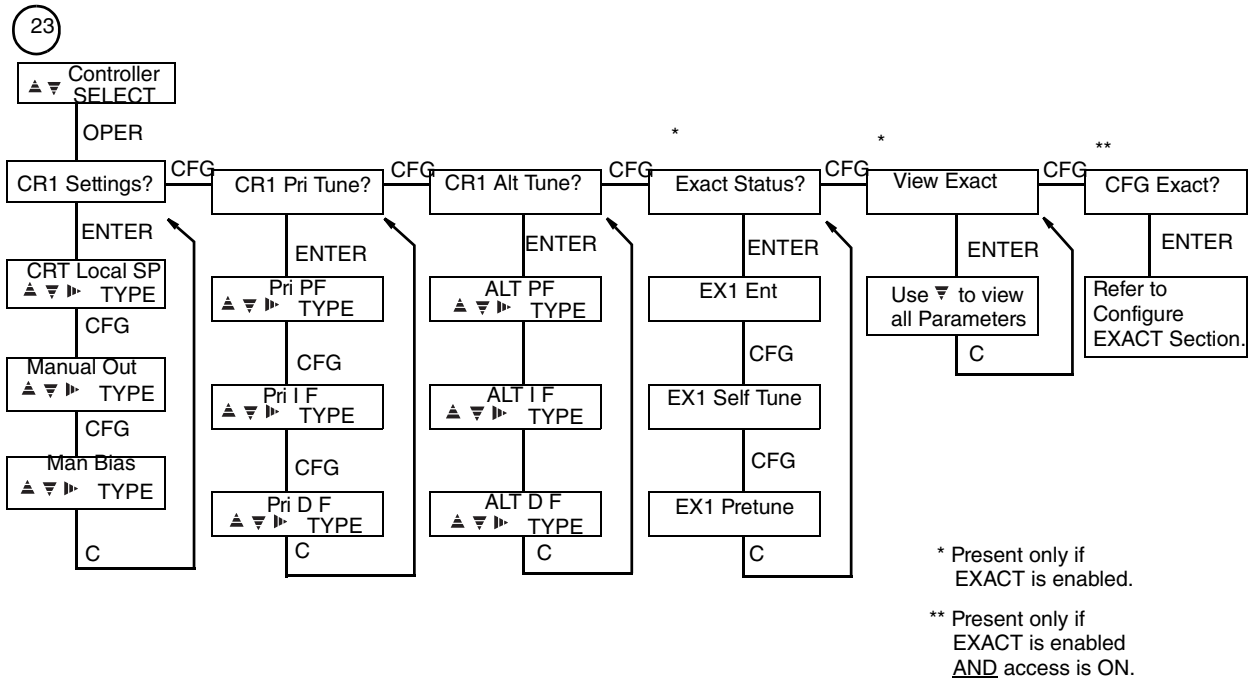 23
Controller
SELECT
OPER
CR1 Settings?
CFG
CR1 Pri Tune?
CFG
CR1 Alt Tune?
CFG
*
Exact Status?
CFG
*
View Exact
CFG
**
CFG Exact?
ENTER
CRT Local SP
TYPE
CFG
Manual Out
TYPE
CFG
Man Bias
TYPE
C
ENTER
Pri PF
TYPE
CFG
Pri I F
TYPE
CFG
Pri D F
TYPE
C
ENTER
ALT PF
TYPE
ALT I F
TYPE
ALT D F
TYPE
C
ENTER
EX1 Ent
CFG
EX1 Self Tune
CFG
EX1 Pretune
C
ENTER
Use ▼ to view
all Parameters
C
ENTER
Refer to
Configure
EXACT Section.
* Present only if
EXACT is enabled.
** Present only if
EXACT is enabled
AND access is ON.